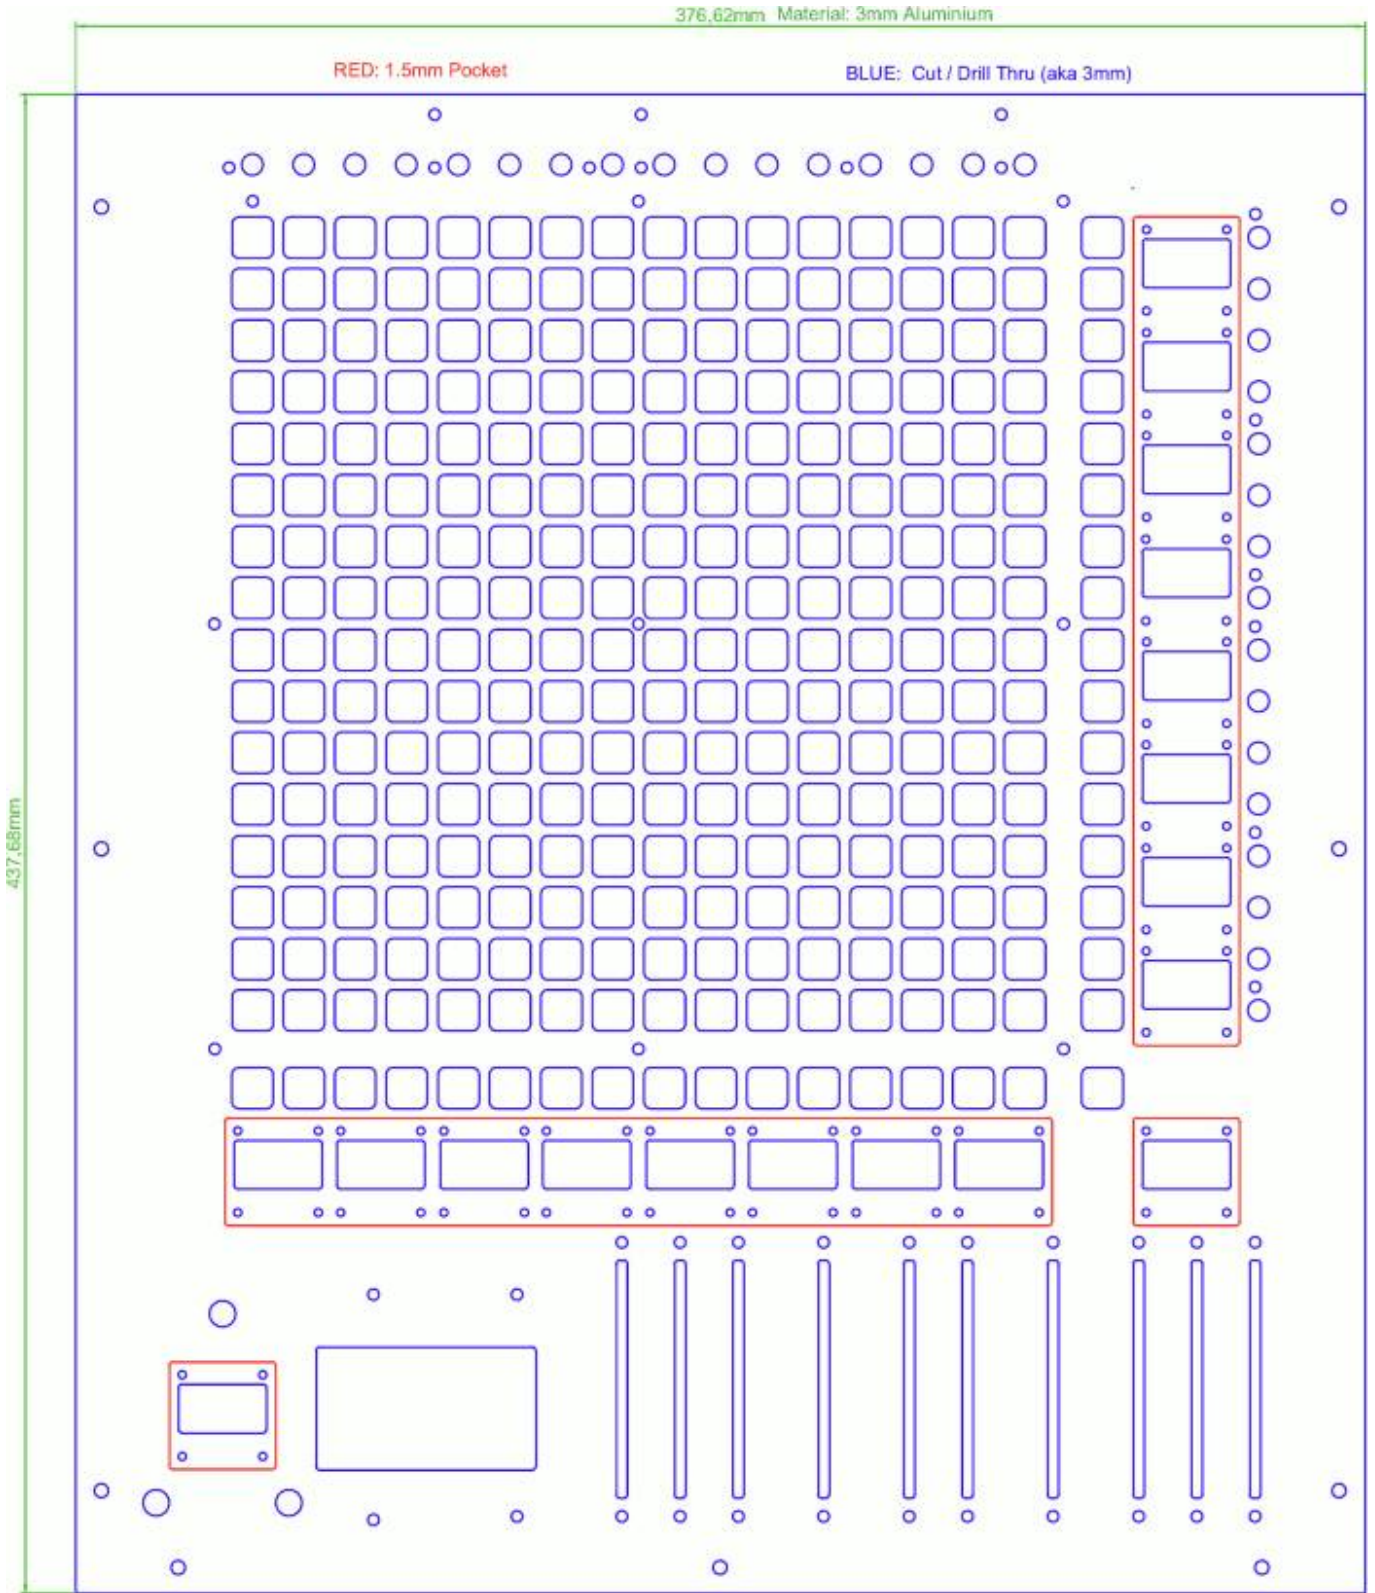 376,62mm Material: 3mm Aluminium
RED: 1.5mm Pocket
BLUE: Cut / Drill Thru (aka 3mm)
437,68mm